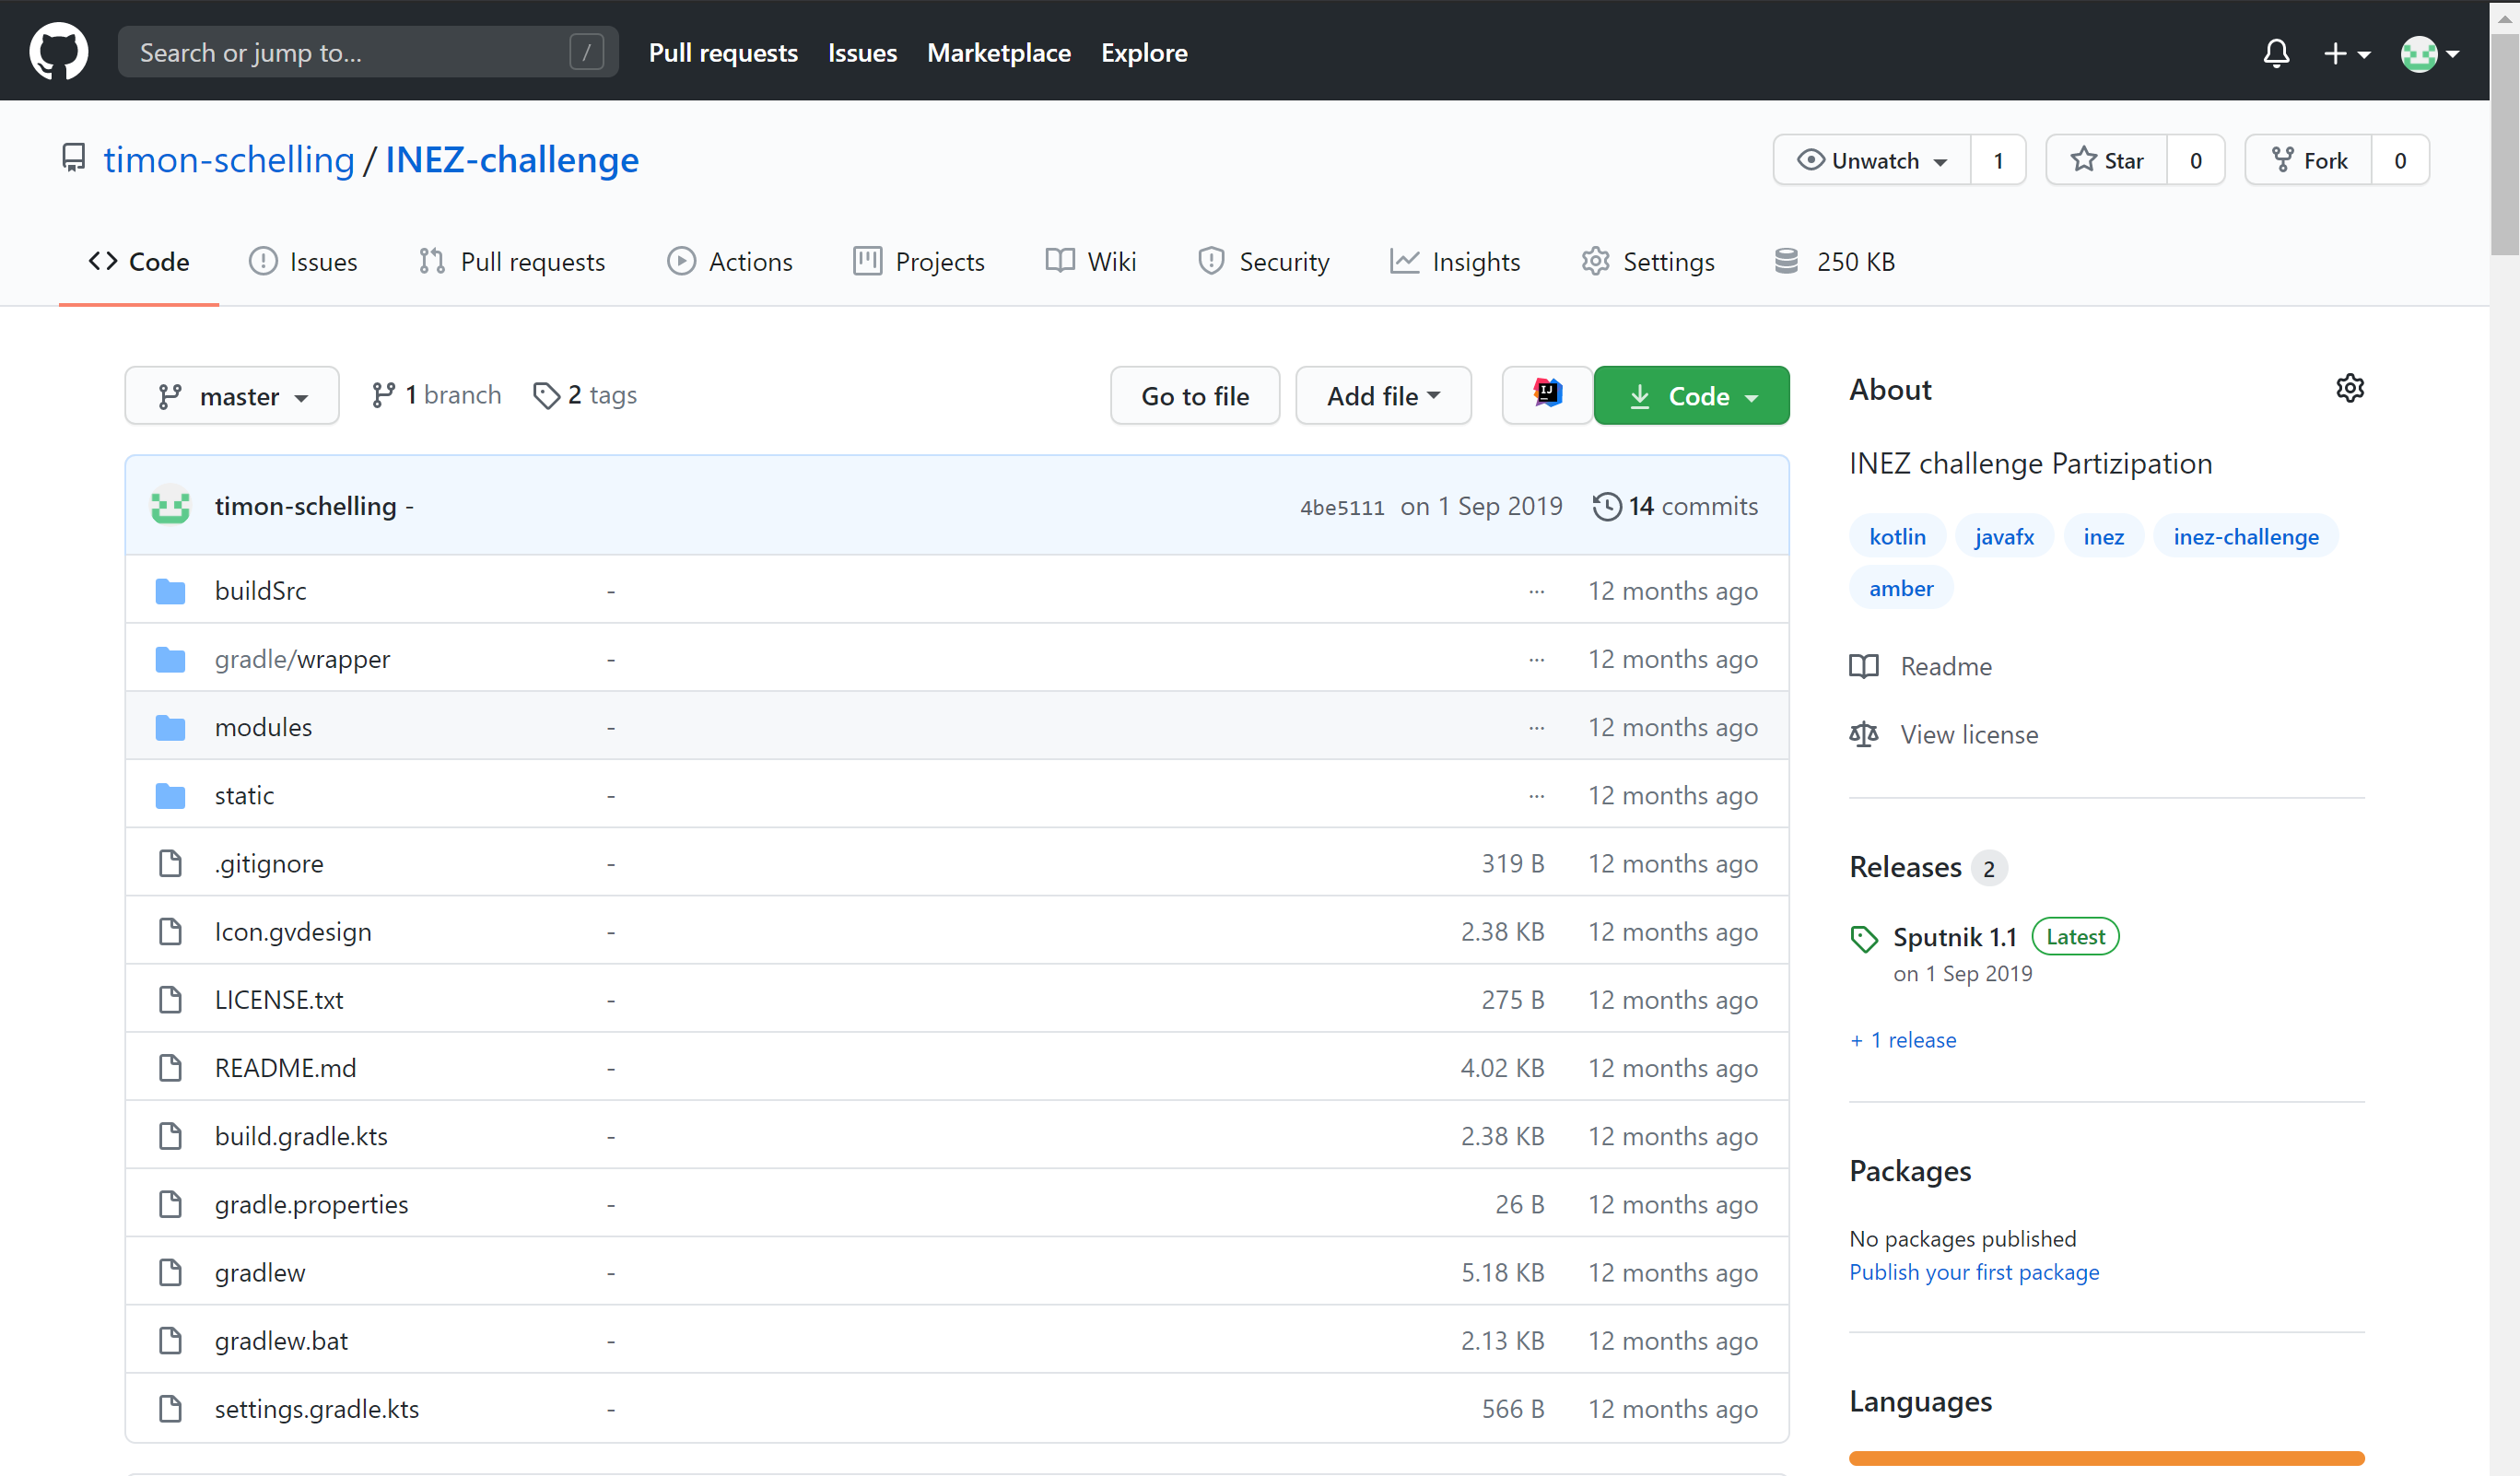 Search or jump to... / Pull requests Issues Marketplace Explore
timon-schelling / INEZ-challenge Unwatch 1 Star 0 Fork 0
Code Issues Pull requests Actions Projects Wiki Security Insights Settings 250 KB
master 1 branch 2 tags Go to file Add file IJ Code
timon-schelling - 4be5111 on 1 Sep 2019 14 commits
buildSrc - ... 12 months ago
gradle/wrapper - ... 12 months ago
modules - ... 12 months ago
static - ... 12 months ago
.gitignore - 319 B 12 months ago
Icon.gvdesign - 2.38 KB 12 months ago
LICENSE.txt - 275 B 12 months ago
README.md - 4.02 KB 12 months ago
build.gradle.kts - 2.38 KB 12 months ago
gradle.properties - 26 B 12 months ago
gradlew - 5.18 KB 12 months ago
gradlew.bat - 2.13 KB 12 months ago
settings.gradle.kts - 566 B 12 months ago
About
INEZ challenge Partizipation
kotlin javafx inez inez-challenge
amber
Readme
View license
Releases 2
Sputnik 1.1 Latest
on 1 Sep 2019
+ 1 release
Packages
No packages published
Publish your first package
Languages